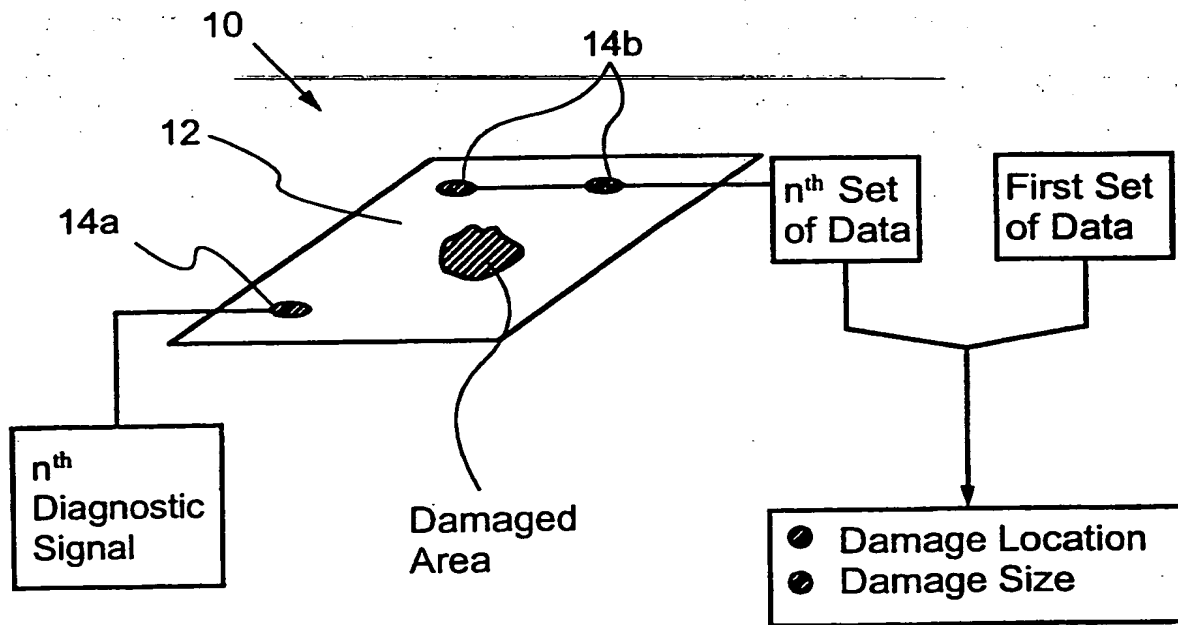 10
14b
12
14a
nth Set
of Data
First Set
of Data
nth
Diagnostic
Signal
Damaged
Area
Damage Location
Damage Size